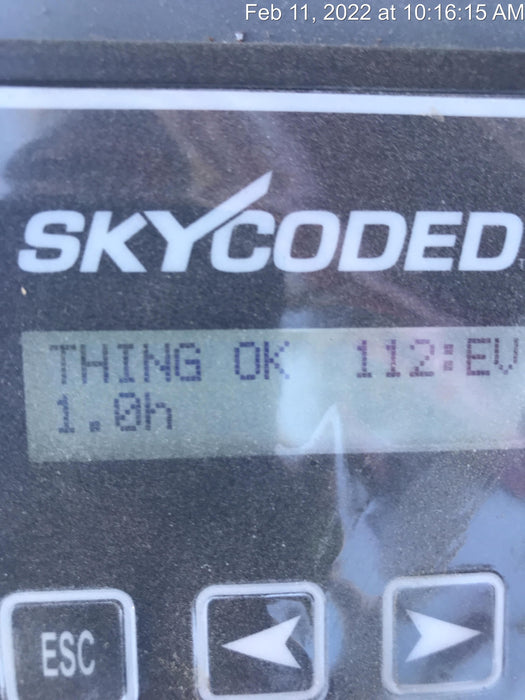 Feb 11, 2022 at 10:16:15 AM
SKYCODED
THING OK 112:EV
1.0h
ESC